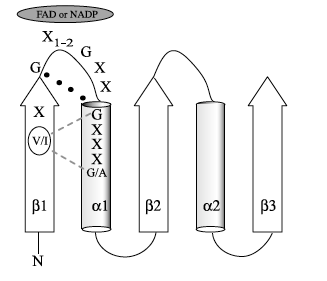 FAD or NADP
X1-2
G
G
X
X
X
G
V/I
X
X
X
G/A
β1
α1
β2
α2
β3
N